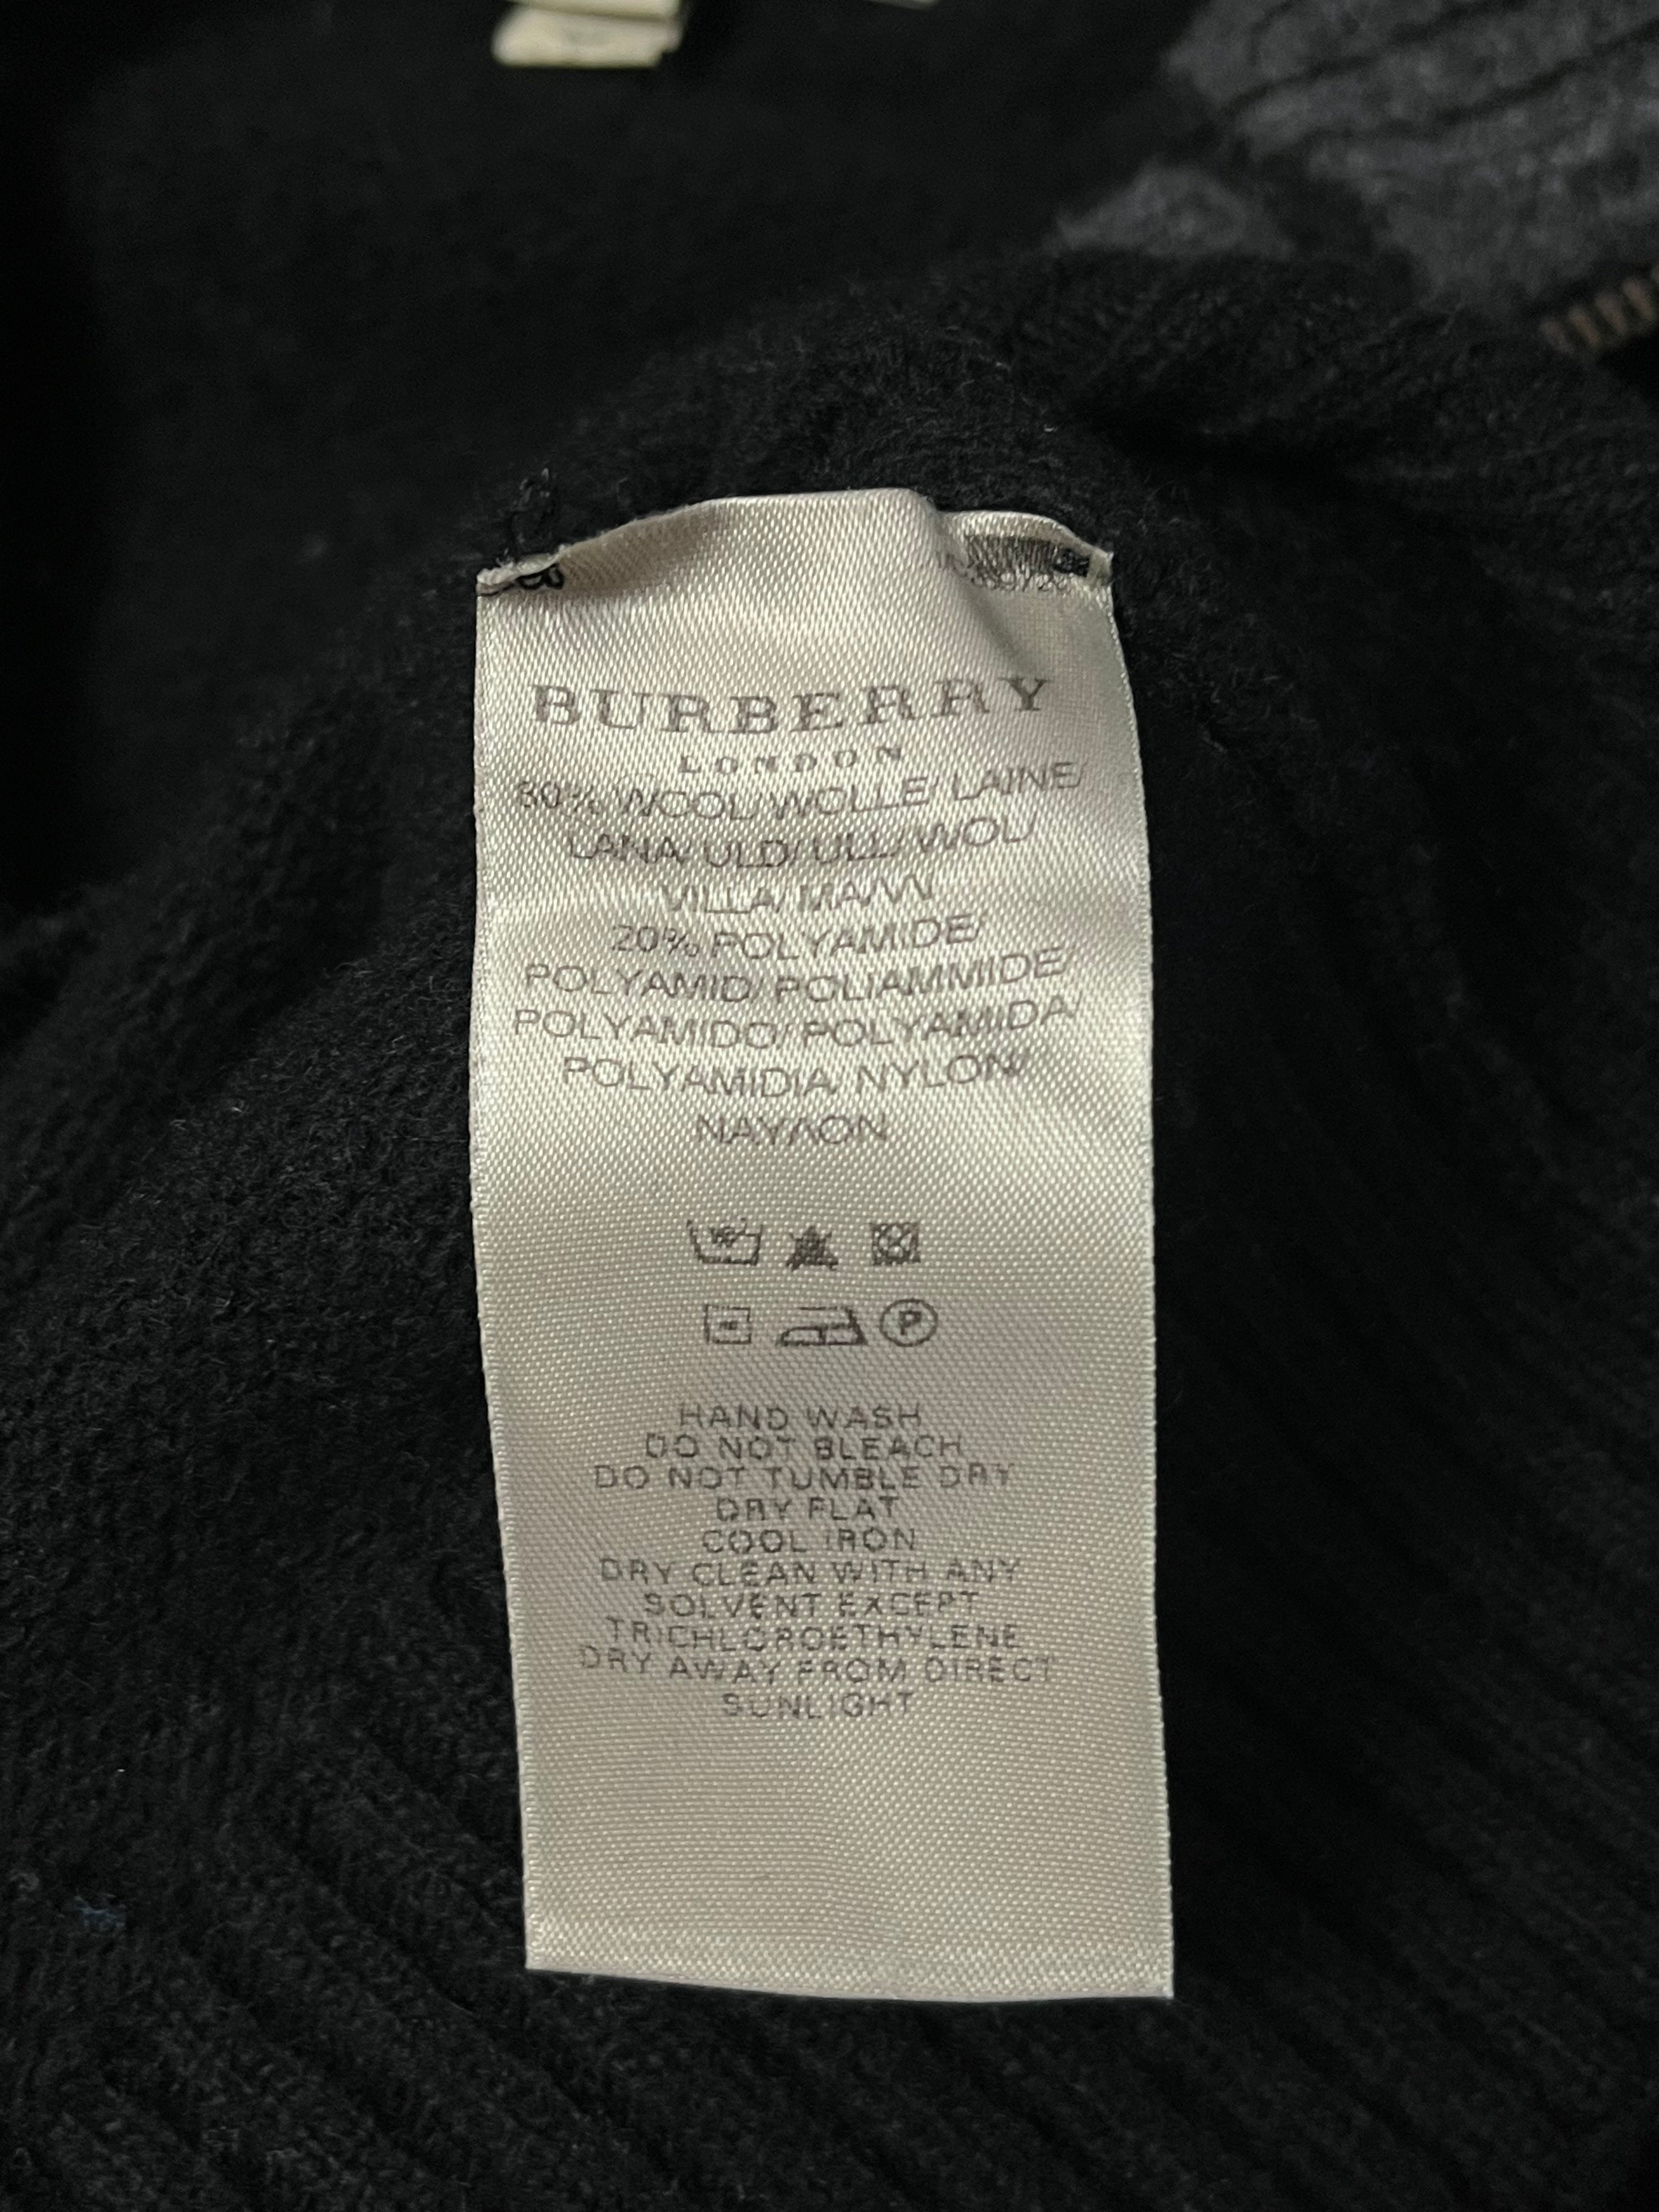 BURBERRY
LONDON
80% WOOL/WOLLE/LAINE/
LANA/ULD/ULL/WOL/
VILLA/ΜΑΛΛΙ
20% POLYAMIDE/
POLYAMID/POLIAMMIDE/
POLYAMIDO/POLYAMIDA/
POLYAMIDIA/NYLON/
ΝΑΥΛΟΝ
P
HAND WASH
DO NOT BLEACH
DO NOT TUMBLE DRY
DRY FLAT
COOL IRON
DRY CLEAN WITH ANY
SOLVENT EXCEPT
TRICHLOROETHYLENE
DRY AWAY FROM DIRECT
SUNLIGHT